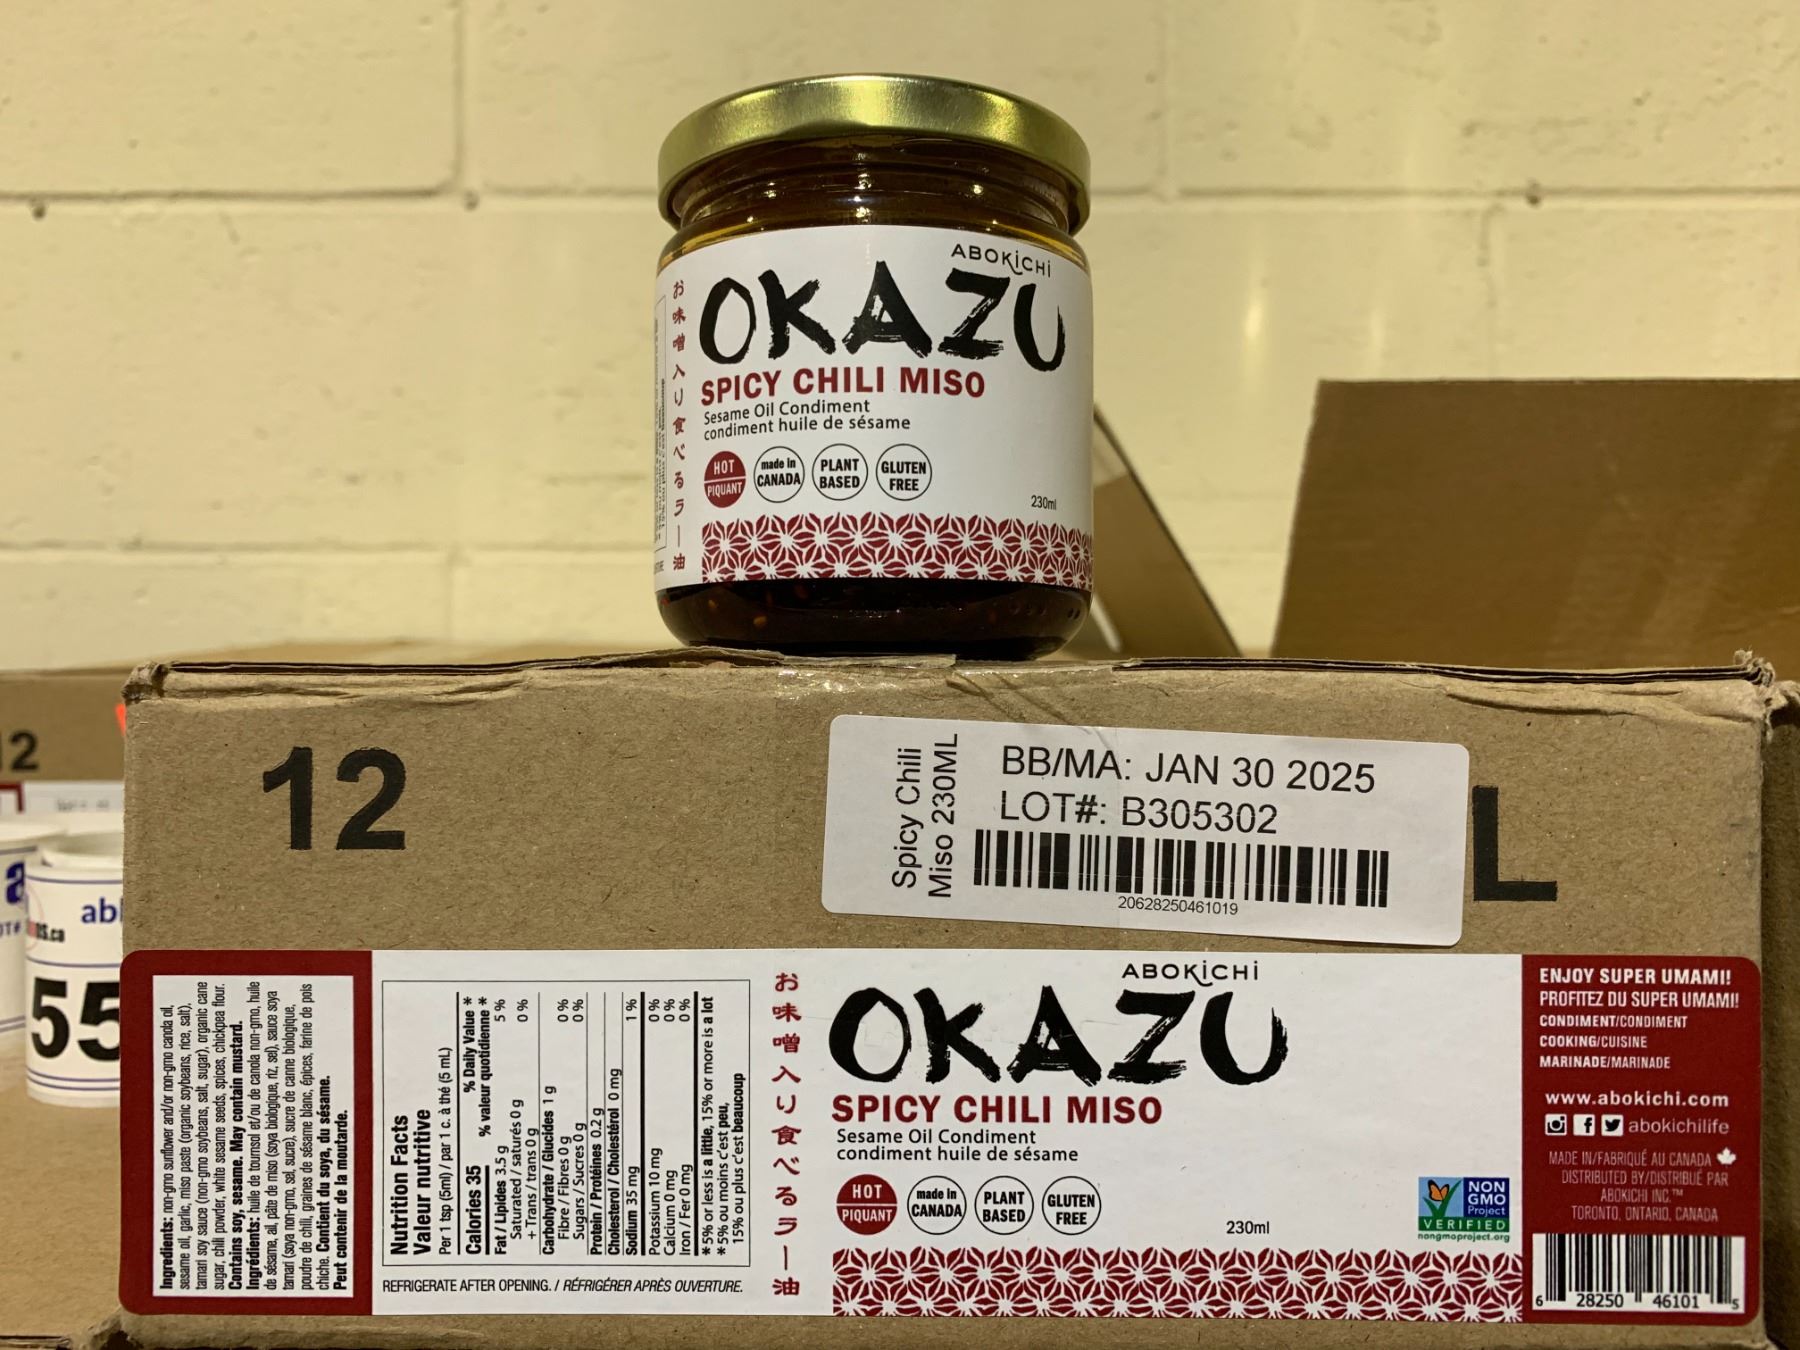 ABOKiCHi
OKAZU
SPICY CHILI MISO
Sesame Oil Condiment
condiment huile de sésame
お味噌入り食べるラー油
HOT
PIQUANT
made in
CANADA
PLANT
BASED
GLUTEN
FREE
230ml
12
12
L
Spicy Chili
Miso 230ML
BB/MA: JAN 30 2025
LOT#: B305302
20628250461019
55
Ingredients: non-gmo sunflower and/or non-gmo canola oil,
sesame oil, garlic, miso paste (organic soybeans, rice, salt),
tamari soy sauce (non-gmo soybeans, salt, sugar), organic cane
sugar, chili powder, white sesame seeds, spices, chickpea flour.
Contains soy, sesame. May contain mustard.
Ingrédients: huile de tournsol et/ou de canola non-gmo, huile
de sésame, ail, pâte de miso (soya biologique, riz, sel), sauce soya
tamari (soya non-gmo, sel, sucre), sucre de canne biologique,
poudre de chili, graines de sésame blanc, épices, farine de pois
chiche. Contient du soya, du sésame.
Peut contenir de la moutarde.
Nutrition Facts
Valeur nutritive
Per 1 tsp (5ml) / par 1 c. à thé (5 mL)
% Daily Value *
Calories 35 % valeur quotidienne *
Fat / Lipides 3.5 g 5 %
Saturated / saturés 0 g
+ Trans / trans 0 g 0 %
Carbohydrate / Glucides 1 g
Fibre / Fibres 0 g 0 %
Sugars / Sucres 0 g 0 %
Protein / Protéines 0.2 g
Cholesterol / Cholestérol 0 mg
Sodium 35 mg 1 %
Potassium 10 mg 0 %
Calcium 0 mg 0 %
Iron / Fer 0 mg 0 %
*5% or less is a little, 15% or more is a lot
*5% ou moins c'est peu,
15% ou plus c'est beaucoup
REFRIGERATE AFTER OPENING. / RÉFRIGÉRER APRÈS OUVERTURE.
お味噌入り食べるラー油
ABOKiCHi
OKAZU
SPICY CHILI MISO
Sesame Oil Condiment
condiment huile de sésame
HOT
PIQUANT
made in
CANADA
PLANT
BASED
GLUTEN
FREE
230ml
NON
GMO
Project
VERIFIED
nongmoproject.org
ENJOY SUPER UMAMI!
PROFITEZ DU SUPER UMAMI!
CONDIMENT/CONDIMENT
COOKING/CUISINE
MARINADE/MARINADE
www.abokichi.com
abokichilife
MADE IN/FABRIQUÉ AU CANADA
DISTRIBUTED BY/DISTRIBUÉ PAR
ABOKICHI INC.™
TORONTO, ONTARIO, CANADA
6 28250 46101 5